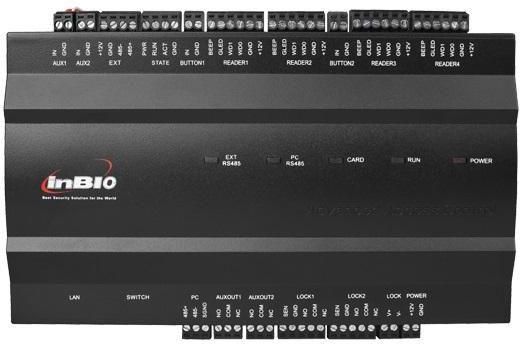 IN GND IN GND +12V GND 485- 485+ PWR RUN ACT GND IN GND BEEP GLED WD1 WD0 GND +12V BEEP GLED WD1 WD0 GND +12V IN GND BEEP GLED WD1 WD0 GND +12V BEEP GLED WD1 WD0 GND +12V
AUX1 AUX2 EXT STATE BUTTON1 READER1 READER2 BUTTON2 READER3 READER4
EXT RS485
PC RS485
CARD
RUN
POWER
inBIO
Best Security Solution for the World
LAN SWITCH PC AUXOUT1 AUXOUT2 LOCK1 LOCK2 LOCK POWER
485+ 485- SGND NO COM NC NO COM NC SEN GND NO COM NC SEN GND NO COM NC V+ V- +12V GND